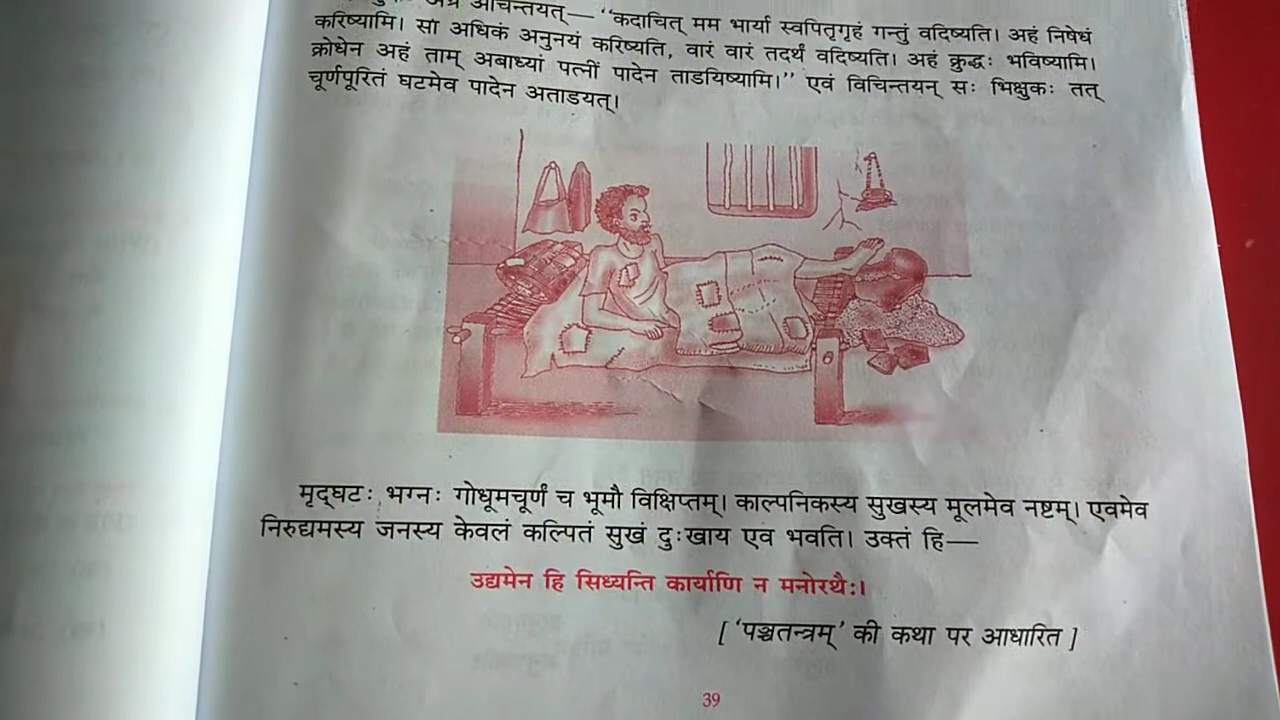 अग्रे अचिन्तयत्— “कदाचित् मम भार्या स्वपितृगृहं गन्तुं वदिष्यति। अहं निषेधं
करिष्यामि। सा अधिकं अनुनयं करिष्यति, वारं वारं तदर्थं वदिष्यति। अहं क्रुद्धः भविष्यामि।
क्रोधेन अहं ताम् अबाध्यां पत्नीं पादेन ताडयिष्यामि।” एवं विचिन्तयन् सः भिक्षुकः तत्
चूर्णपूरितं घटमेव पादेन अताडयत्।
मृद्घटः भग्नः गोधूमचूर्णं च भूमौ विक्षिप्तम्। काल्पनिकस्य सुखस्य मूलमेव नष्टम्। एवमेव
निरुद्यमस्य जनस्य केवलं कल्पितं सुखं दुःखाय एव भवति। उक्तं हि—
उद्यमेन हि सिध्यन्ति कार्याणि न मनोरथैः।
[ ‘पञ्चतन्त्रम्’ की कथा पर आधारित ]
39